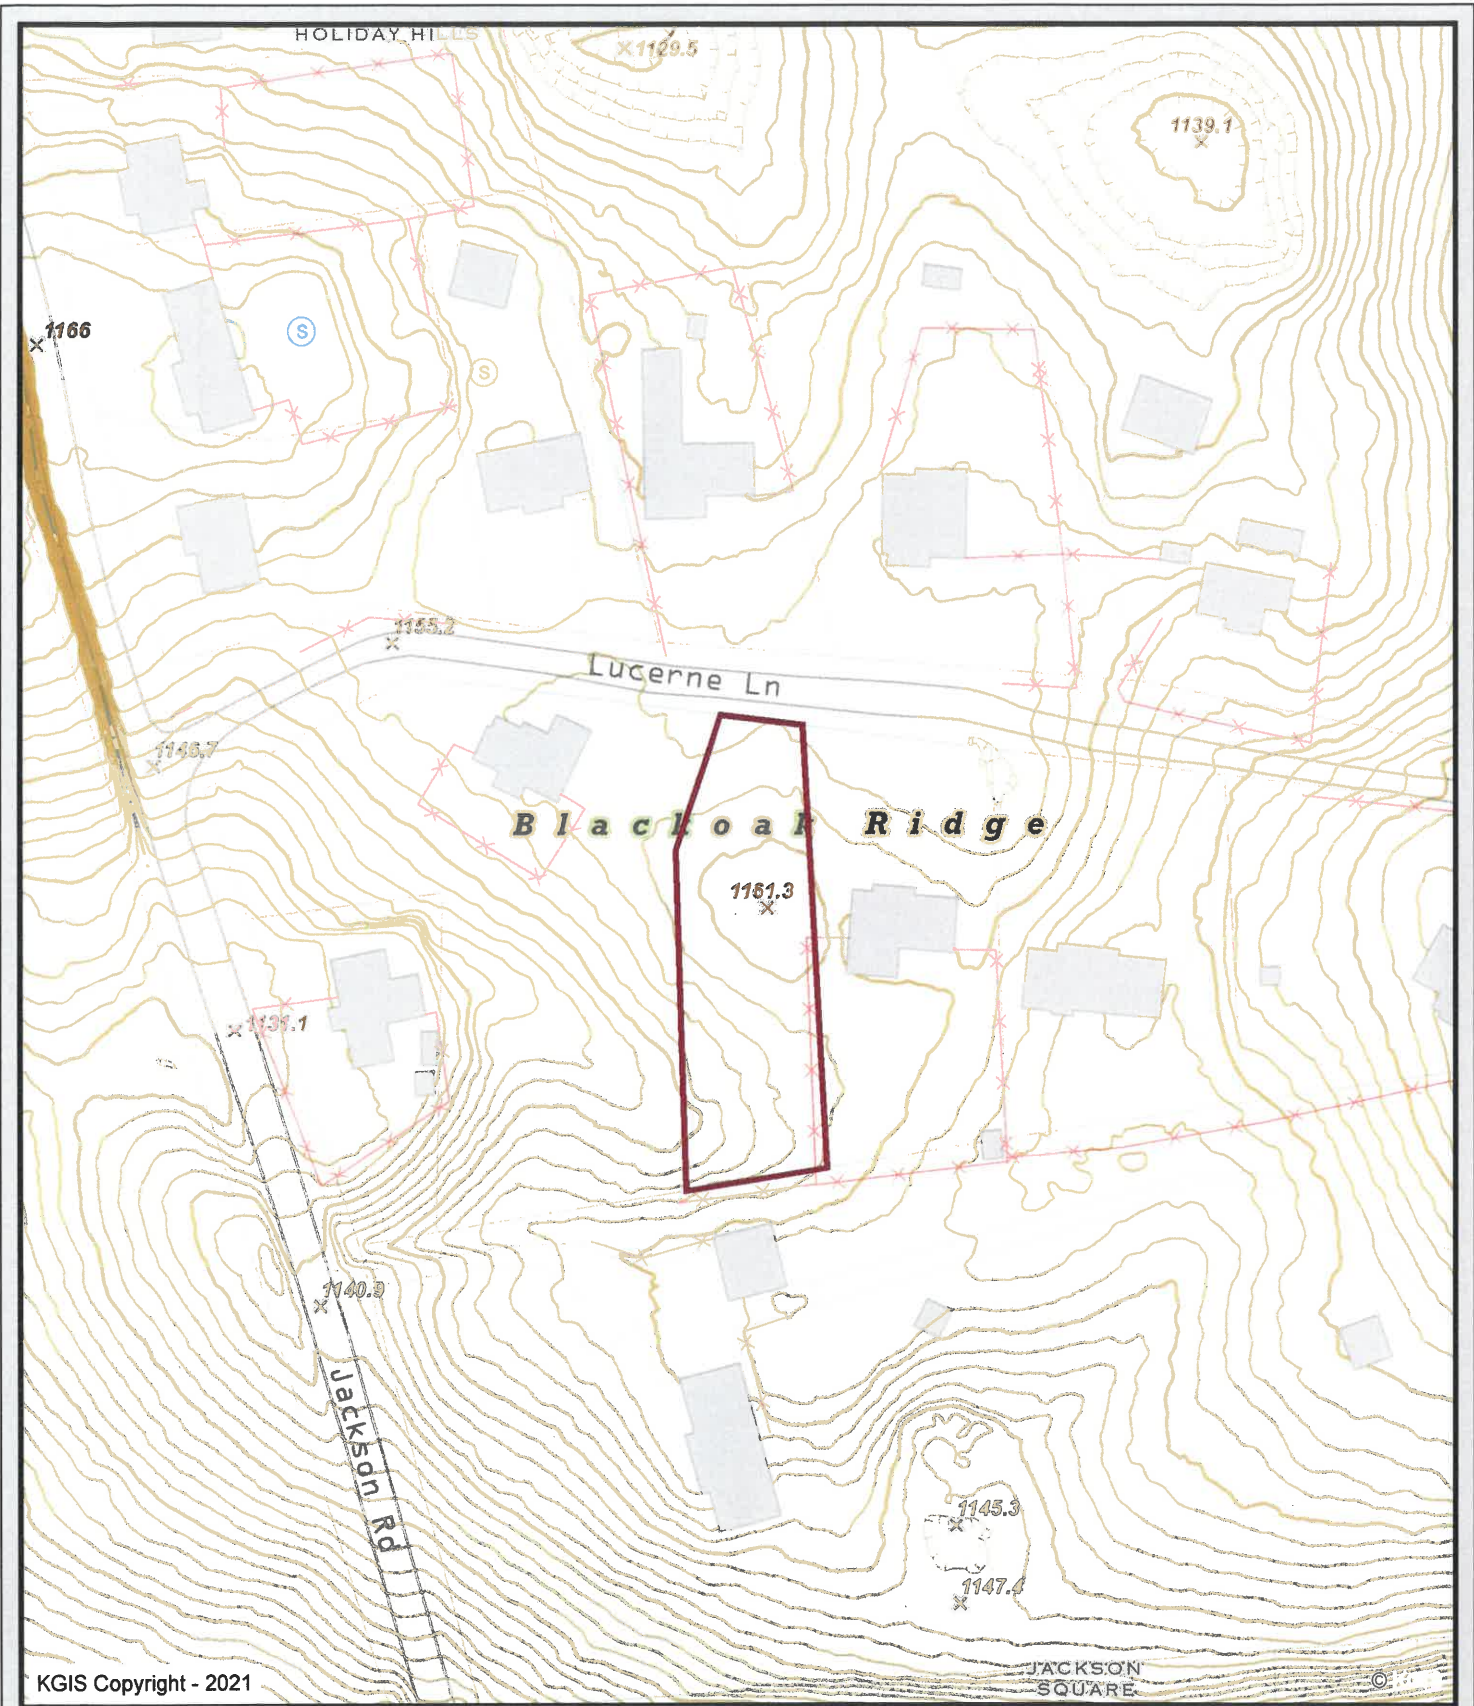 HOLIDAY HILLS
1129.5
1139.1
1166
S
S
1155.2
Lucerne Ln
1146.7
Blackoak Ridge
1161.3
1131.1
1140.9
Jackson Rd
1145.3
1147.4
JACKSON
SQUARE
KGIS Copyright - 2021
©